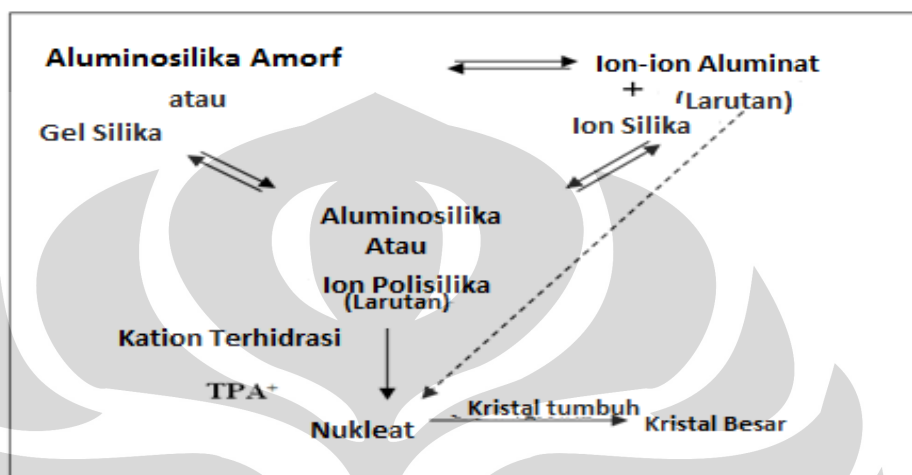 Aluminosilika Amorf
atau
Gel Silika
Ion-ion Aluminat
+ (Larutan)
Ion Silika
Aluminosilika
Atau
Ion Polisilika
(Larutan)
Kation Terhidrasi
TPA⁺
Nukleat
Kristal tumbuh
Kristal Besar